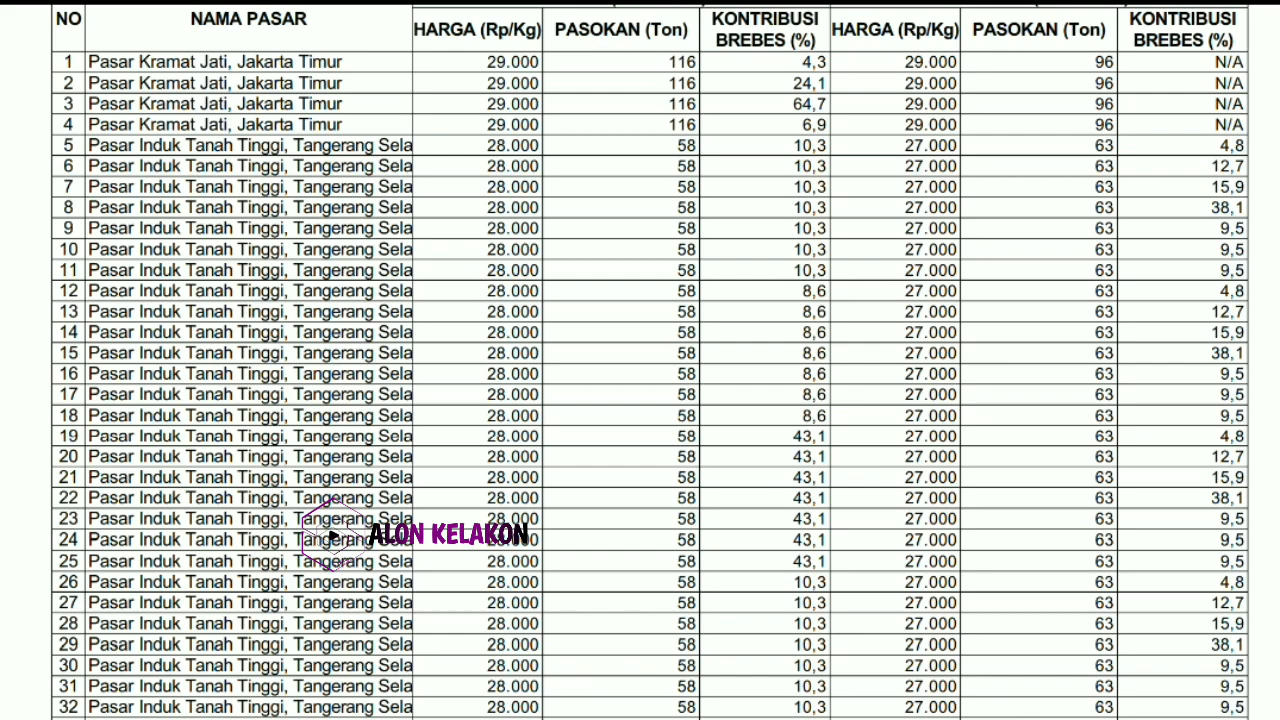 NO NAMA PASAR HARGA (Rp/Kg) PASOKAN (Ton) KONTRIBUSI BREBES (%) HARGA (Rp/Kg) PASOKAN (Ton) KONTRIBUSI BREBES (%)
1 Pasar Kramat Jati, Jakarta Timur 29.000 116 4,3 29.000 96 N/A
2 Pasar Kramat Jati, Jakarta Timur 29.000 116 24,1 29.000 96 N/A
3 Pasar Kramat Jati, Jakarta Timur 29.000 116 64,7 29.000 96 N/A
4 Pasar Kramat Jati, Jakarta Timur 29.000 116 6,9 29.000 96 N/A
5 Pasar Induk Tanah Tinggi, Tangerang Sela 28.000 58 10,3 27.000 63 4,8
6 Pasar Induk Tanah Tinggi, Tangerang Sela 28.000 58 10,3 27.000 63 12,7
7 Pasar Induk Tanah Tinggi, Tangerang Sela 28.000 58 10,3 27.000 63 15,9
8 Pasar Induk Tanah Tinggi, Tangerang Sela 28.000 58 10,3 27.000 63 38,1
9 Pasar Induk Tanah Tinggi, Tangerang Sela 28.000 58 10,3 27.000 63 9,5
10 Pasar Induk Tanah Tinggi, Tangerang Sela 28.000 58 10,3 27.000 63 9,5
11 Pasar Induk Tanah Tinggi, Tangerang Sela 28.000 58 10,3 27.000 63 9,5
12 Pasar Induk Tanah Tinggi, Tangerang Sela 28.000 58 8,6 27.000 63 4,8
13 Pasar Induk Tanah Tinggi, Tangerang Sela 28.000 58 8,6 27.000 63 12,7
14 Pasar Induk Tanah Tinggi, Tangerang Sela 28.000 58 8,6 27.000 63 15,9
15 Pasar Induk Tanah Tinggi, Tangerang Sela 28.000 58 8,6 27.000 63 38,1
16 Pasar Induk Tanah Tinggi, Tangerang Sela 28.000 58 8,6 27.000 63 9,5
17 Pasar Induk Tanah Tinggi, Tangerang Sela 28.000 58 8,6 27.000 63 9,5
18 Pasar Induk Tanah Tinggi, Tangerang Sela 28.000 58 8,6 27.000 63 9,5
19 Pasar Induk Tanah Tinggi, Tangerang Sela 28.000 58 43,1 27.000 63 4,8
20 Pasar Induk Tanah Tinggi, Tangerang Sela 28.000 58 43,1 27.000 63 12,7
21 Pasar Induk Tanah Tinggi, Tangerang Sela 28.000 58 43,1 27.000 63 15,9
22 Pasar Induk Tanah Tinggi, Tangerang Sela 28.000 58 43,1 27.000 63 38,1
23 Pasar Induk Tanah Tinggi, Tangerang Sela 28.000 58 43,1 27.000 63 9,5
ALON KELAKON
24 Pasar Induk Tanah Tinggi, Tangerang 58 43,1 27.000 63 9,5
25 Pasar Induk Tanah Tinggi, Tangerang Sela 28.000 58 43,1 27.000 63 9,5
26 Pasar Induk Tanah Tinggi, Tangerang Sela 28.000 58 10,3 27.000 63 4,8
27 Pasar Induk Tanah Tinggi, Tangerang Sela 28.000 58 10,3 27.000 63 12,7
28 Pasar Induk Tanah Tinggi, Tangerang Sela 28.000 58 10,3 27.000 63 15,9
29 Pasar Induk Tanah Tinggi, Tangerang Sela 28.000 58 10,3 27.000 63 38,1
30 Pasar Induk Tanah Tinggi, Tangerang Sela 28.000 58 10,3 27.000 63 9,5
31 Pasar Induk Tanah Tinggi, Tangerang Sela 28.000 58 10,3 27.000 63 9,5
32 Pasar Induk Tanah Tinggi, Tangerang Sela 28.000 58 10,3 27.000 63 9,5